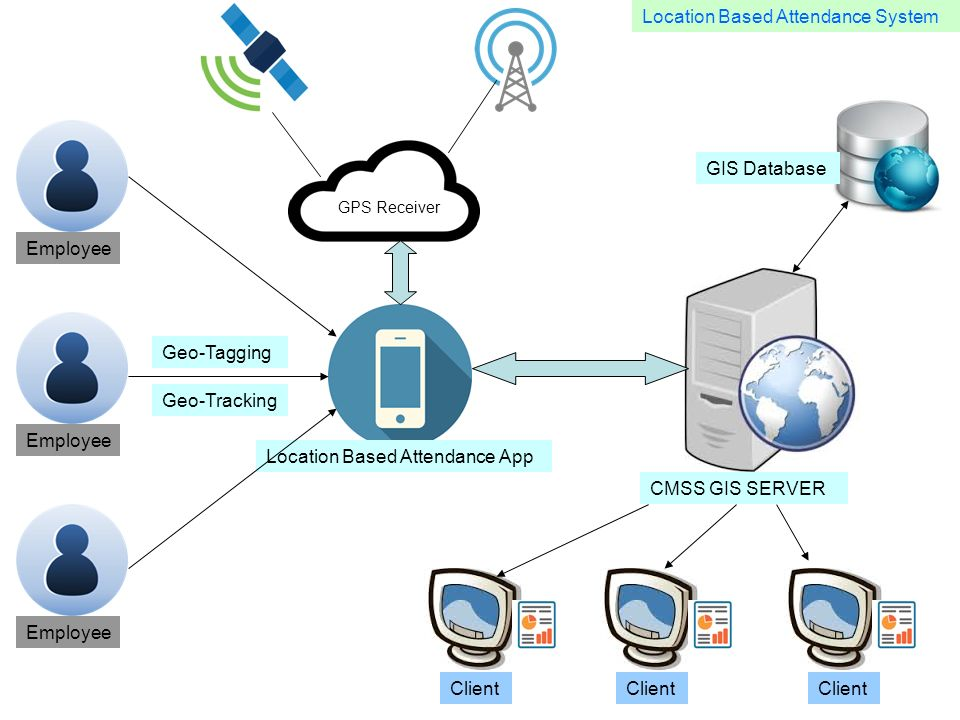 Location Based Attendance System
GIS Database
GPS Receiver
Employee
Geo-Tagging
Geo-Tracking
Employee
Location Based Attendance App
CMSS GIS SERVER
Employee
Client
Client
Client